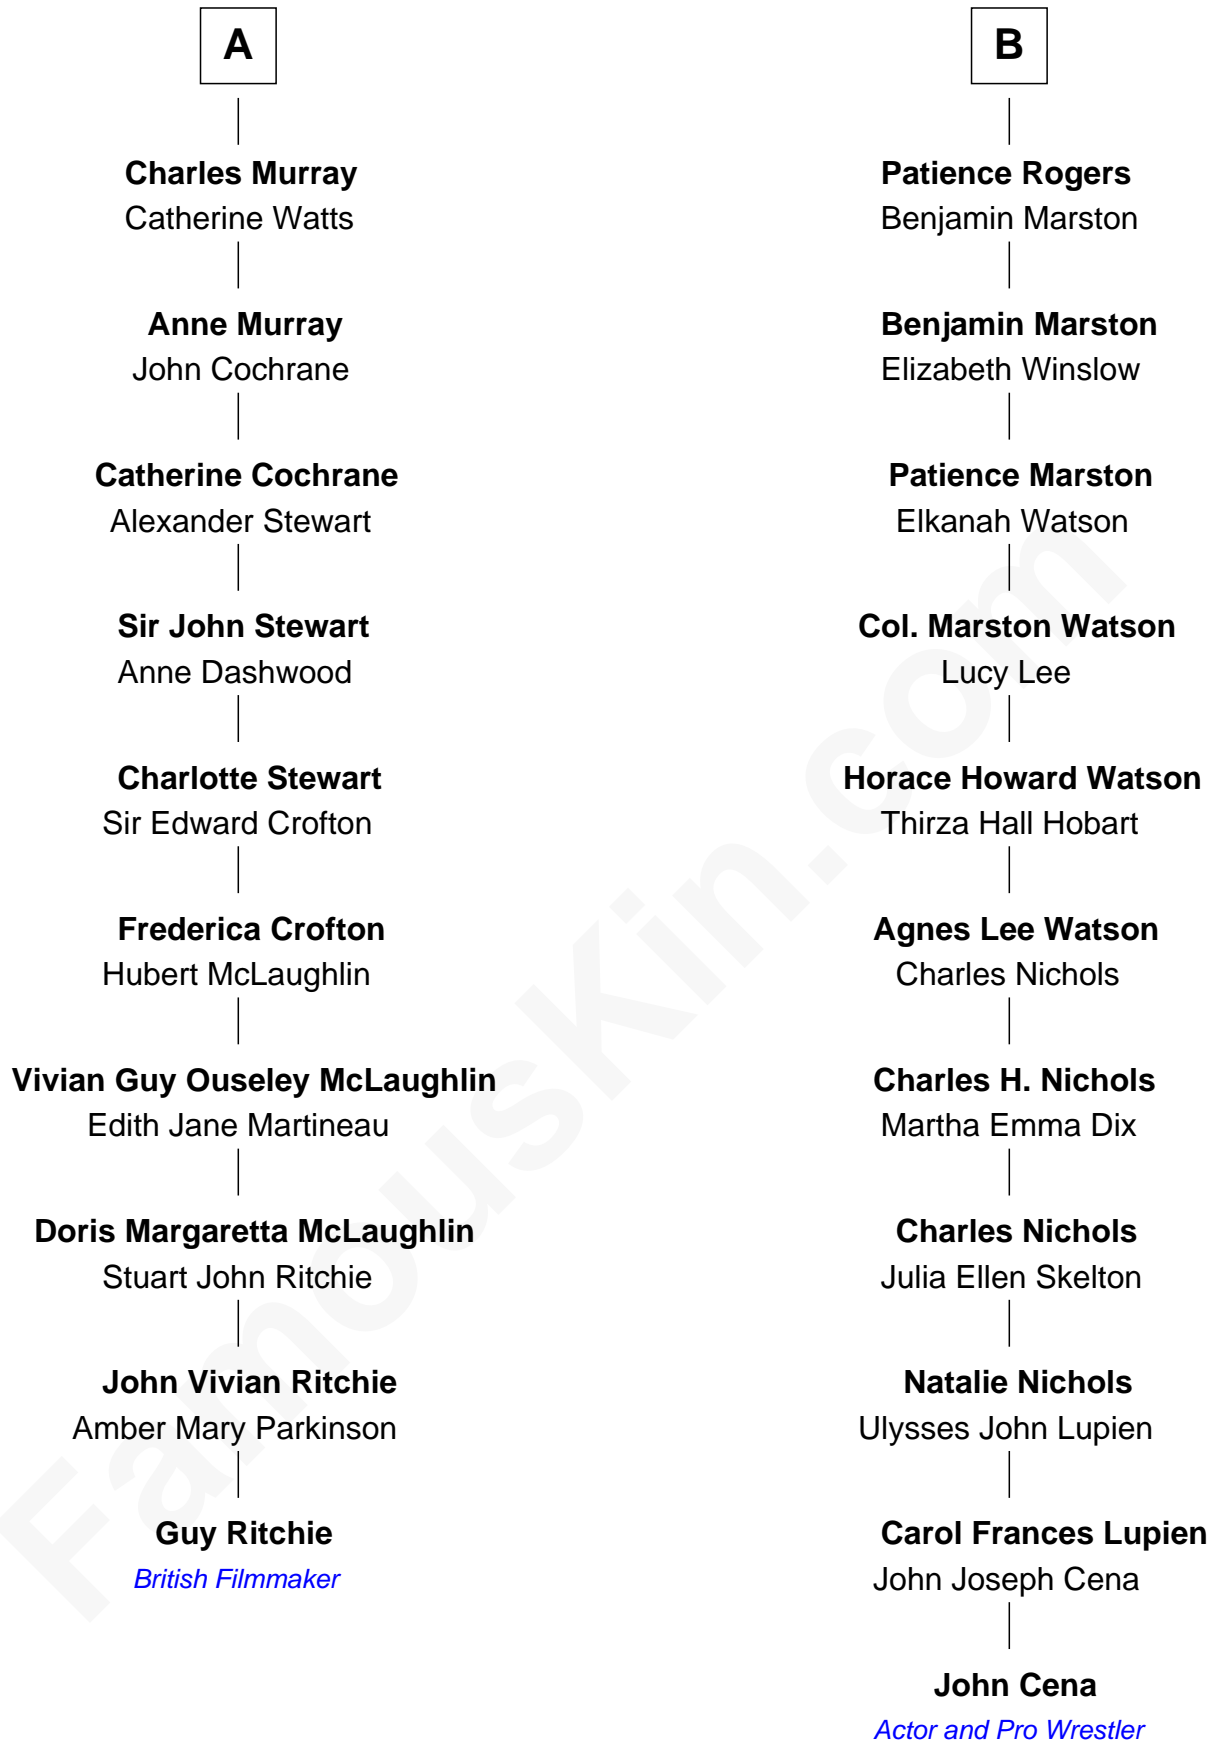 A
Charles Murray
Catherine Watts
Anne Murray
John Cochrane
Catherine Cochrane
Alexander Stewart
Sir John Stewart
Anne Dashwood
Charlotte Stewart
Sir Edward Crofton
Frederica Crofton
Hubert McLaughlin
Vivian Guy Ouseley McLaughlin
Edith Jane Martineau
Doris Margaretta McLaughlin
Stuart John Ritchie
John Vivian Ritchie
Amber Mary Parkinson
Guy Ritchie
British Filmmaker
B
Patience Rogers
Benjamin Marston
Benjamin Marston
Elizabeth Winslow
Patience Marston
Elkanah Watson
Col. Marston Watson
Lucy Lee
Horace Howard Watson
Thirza Hall Hobart
Agnes Lee Watson
Charles Nichols
Charles H. Nichols
Martha Emma Dix
Charles Nichols
Julia Ellen Skelton
Natalie Nichols
Ulysses John Lupien
Carol Frances Lupien
John Joseph Cena
John Cena
Actor and Pro Wrestler
FamousKin.com